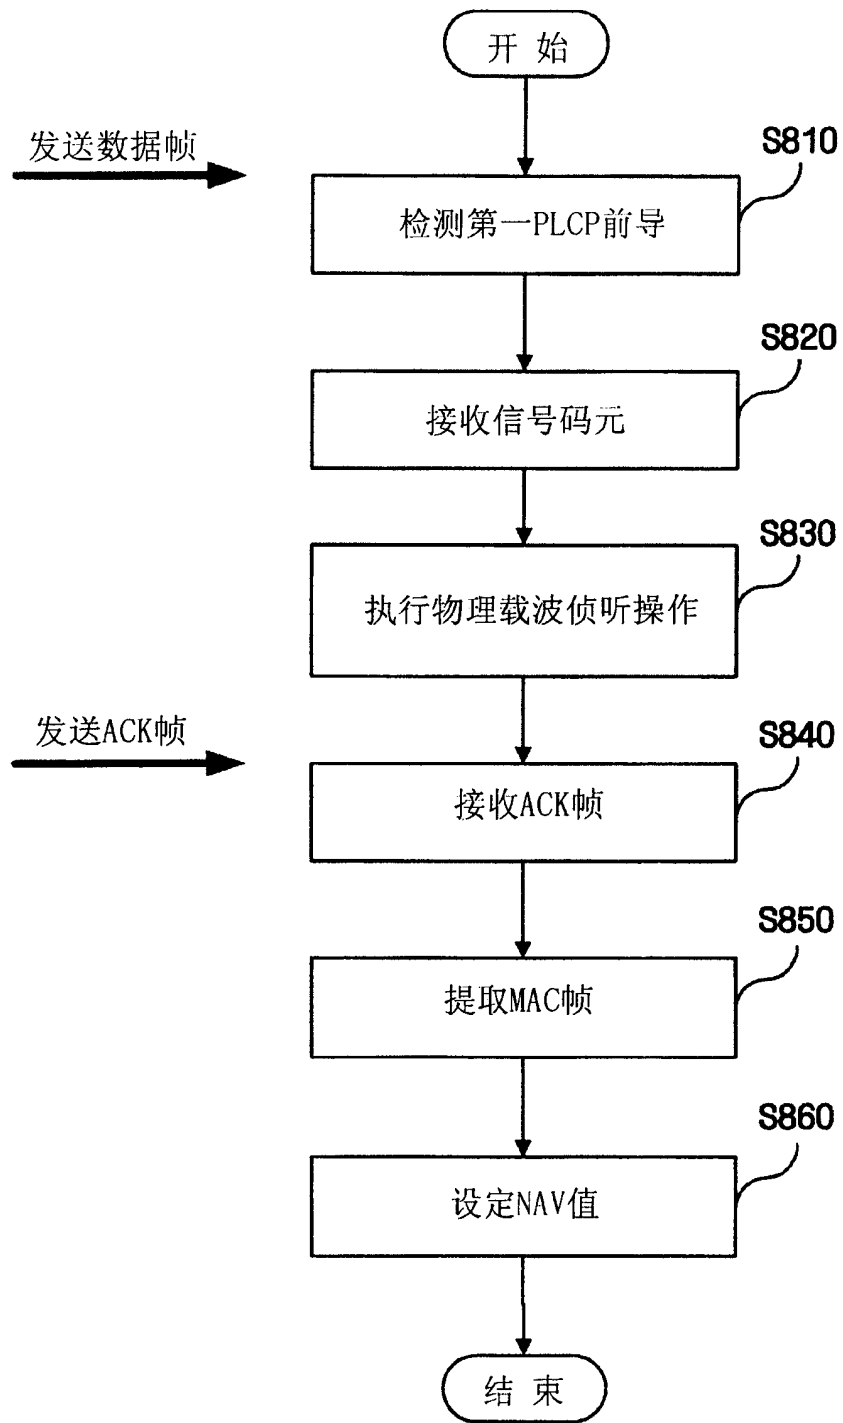 开 始
发送数据帧
S810
检测第一PLCP前导
S820
接收信号码元
S830
执行物理载波侦听操作
发送ACK帧
S840
接收ACK帧
S850
提取MAC帧
S860
设定NAV值
结 束